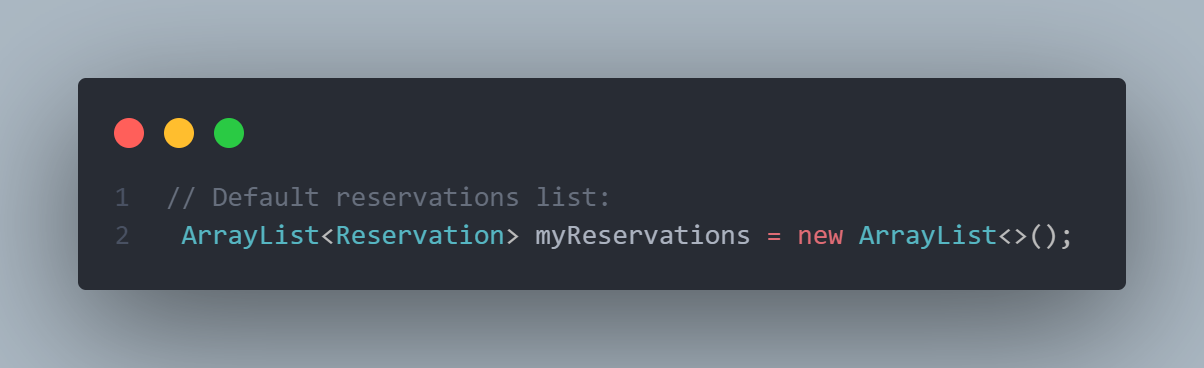 1 // Default reservations list:
2 ArrayList<Reservation> myReservations = new ArrayList<>();